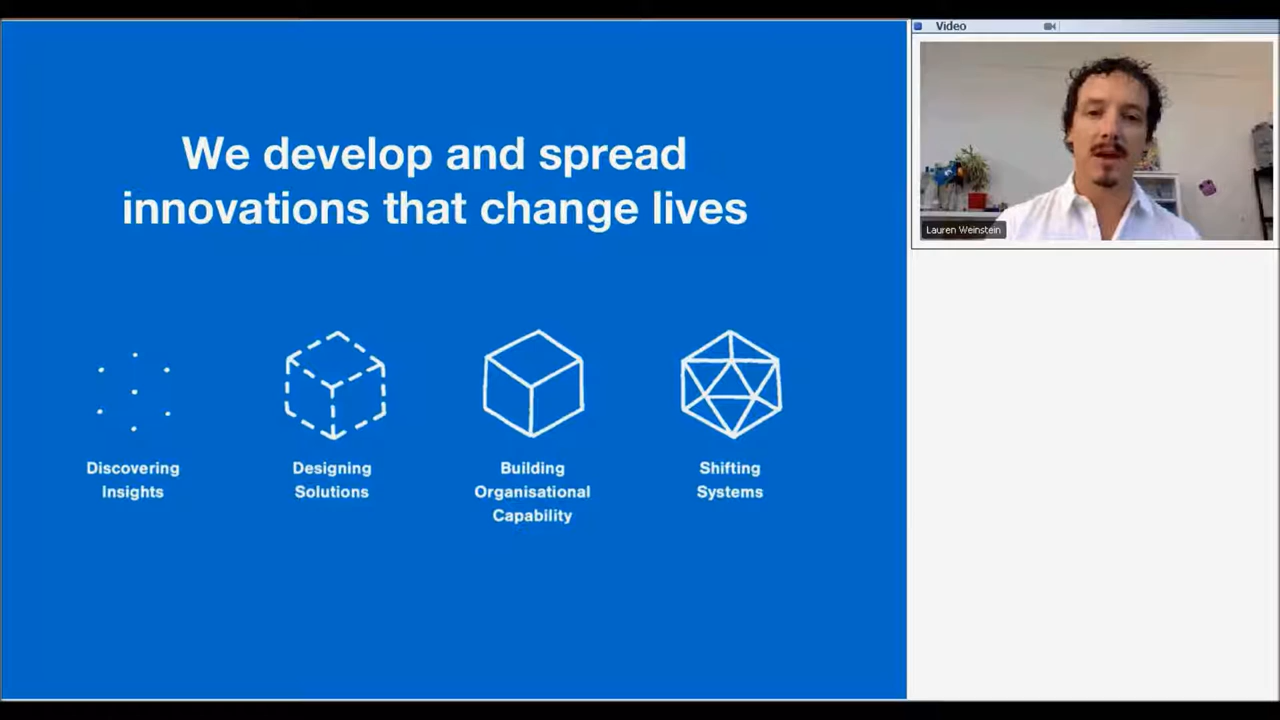 We develop and spread
innovations that change lives
Discovering
Insights
Designing
Solutions
Building
Organisational
Capability
Shifting
Systems
Video
Lauren Weinstein